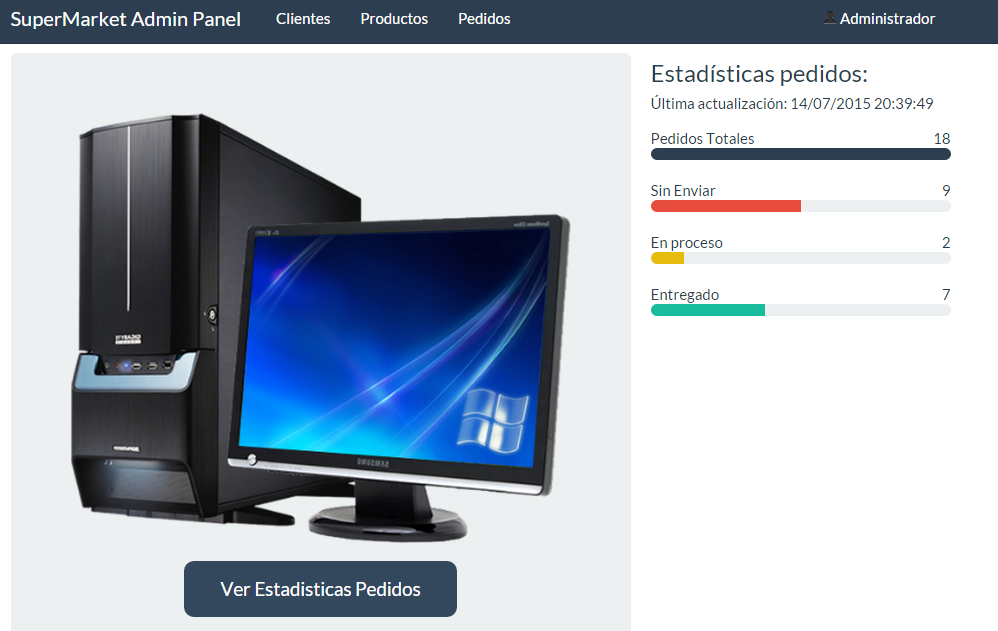 SuperMarket Admin Panel
Clientes
Productos
Pedidos
Administrador
Estadísticas pedidos:
Última actualización: 14/07/2015 20:39:49
Pedidos Totales 18
Sin Enviar 9
En proceso 2
Entregado 7
GIGABYTE
SAMSUNG
Ver Estadisticas Pedidos